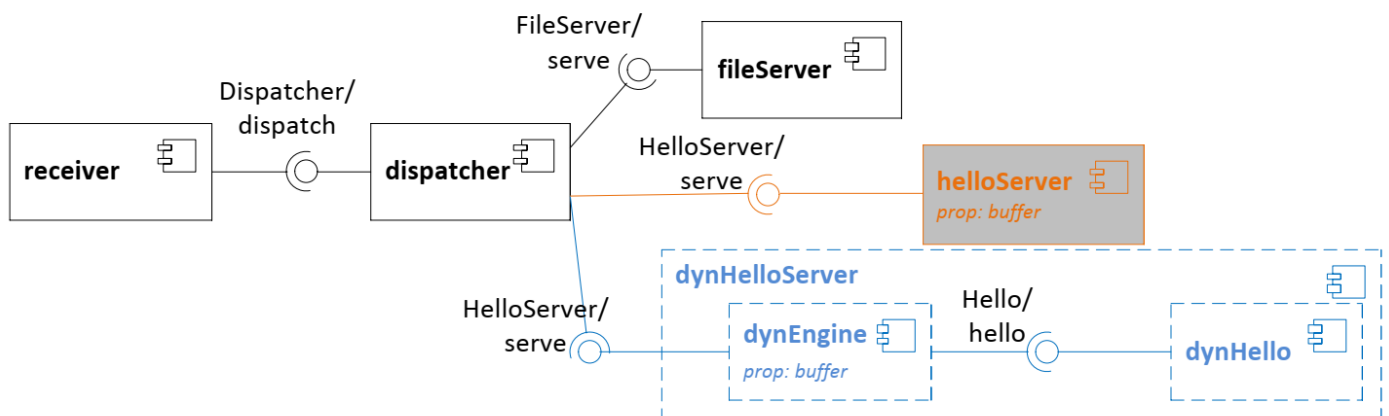 FileServer/
serve
fileServer
Dispatcher/
dispatch
receiver
dispatcher
HelloServer/
serve
helloServer
prop: buffer
dynHelloServer
HelloServer/
serve
dynEngine
prop: buffer
Hello/
hello
dynHello